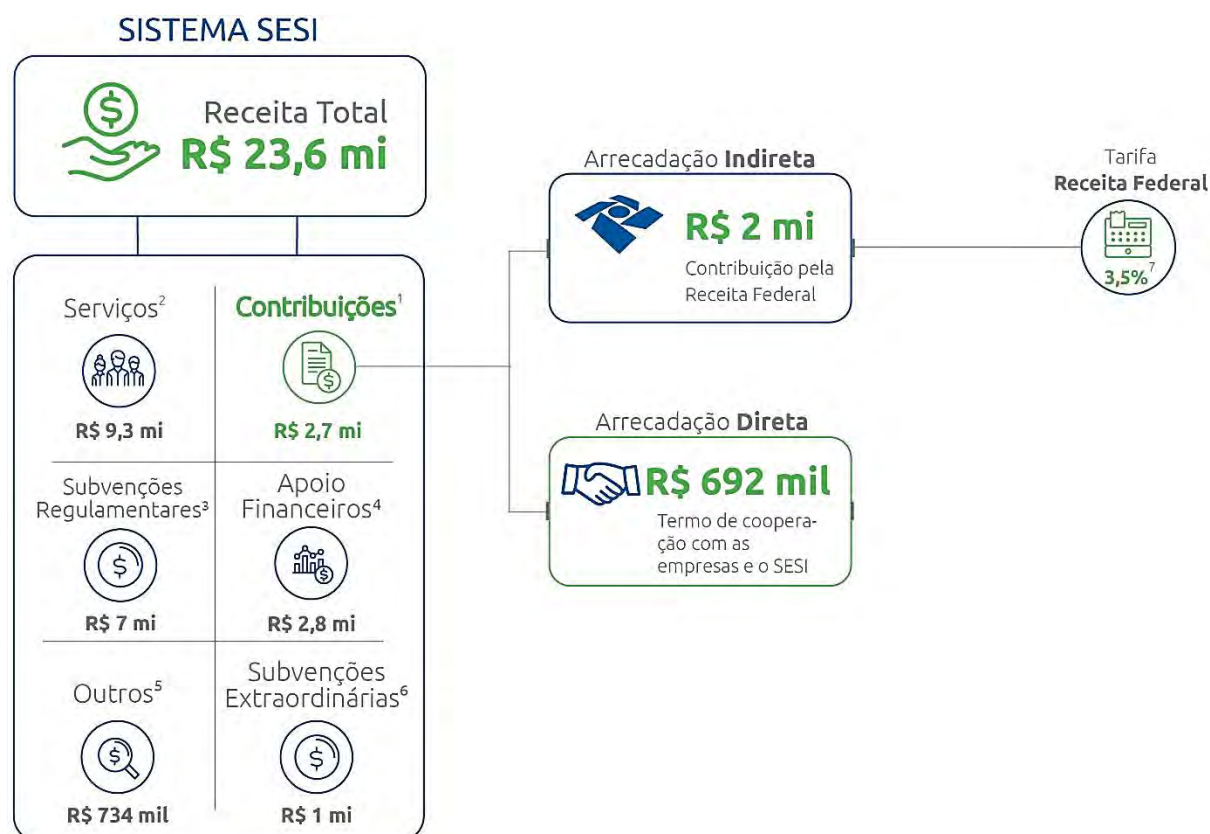 SISTEMA SESI
Receita Total
R$ 23,6 mi
Serviços²
R$ 9,3 mi
Contribuições¹
R$ 2,7 mi
Subvenções
Regulamentares³
R$ 7 mi
Apoio
Financeiros⁴
R$ 2,8 mi
Outros⁵
R$ 734 mil
Subvenções
Extraordinárias⁶
R$ 1 mi
Arrecadação Indireta
R$ 2 mi
Contribuição pela
Receita Federal
Tarifa
Receita Federal
3,5%⁷
Arrecadação Direta
R$ 692 mil
Termo de coopera-
ção com as
empresas e o SESI